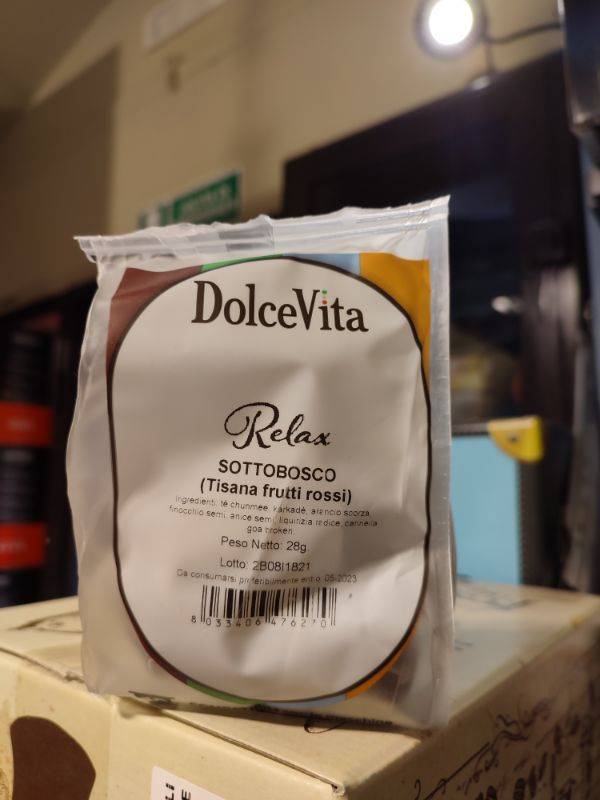 DolceVita
Relax
SOTTOBOSCO
(Tisana frutti rossi)
Ingredienti: tè chunmee, karkadè, arancio scorza,
finocchio semi, anice semi, liquirizia radice, cannella
goa broken
Peso Netto: 28g
Lotto: 2B08I1821
Da consumarsi preferibilmente entro: 05-2023
8 033406 476270